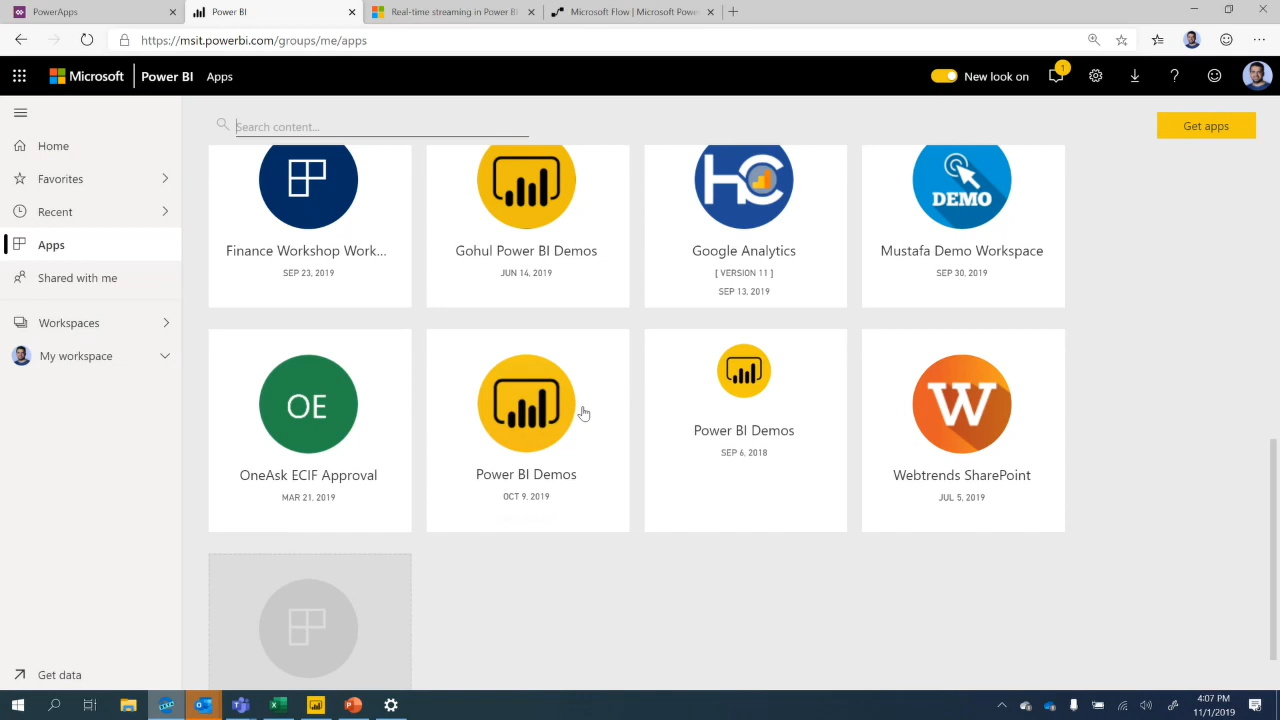 PowerApps
Power BI
Real-time streaming in Power BI
Microsoft Flow | Microsoft Power
https://msit.powerbi.com/groups/me/apps
Microsoft
Power BI
Apps
New look on
1
Search content...
Get apps
Home
Favorites
Recent
Apps
Shared with me
Workspaces
My workspace
Get data
Finance Workshop Work...
SEP 23, 2019
Gohul Power BI Demos
JUN 14, 2019
HC
Google Analytics
[ VERSION 11 ]
SEP 13, 2019
DEMO
Mustafa Demo Workspace
SEP 30, 2019
OE
OneAsk ECIF Approval
MAR 21, 2019
Power BI Demos
OCT 9, 2019
Power BI Demos
SEP 6, 2018
W
Webtrends SharePoint
JUL 5, 2019
4:07 PM
11/1/2019